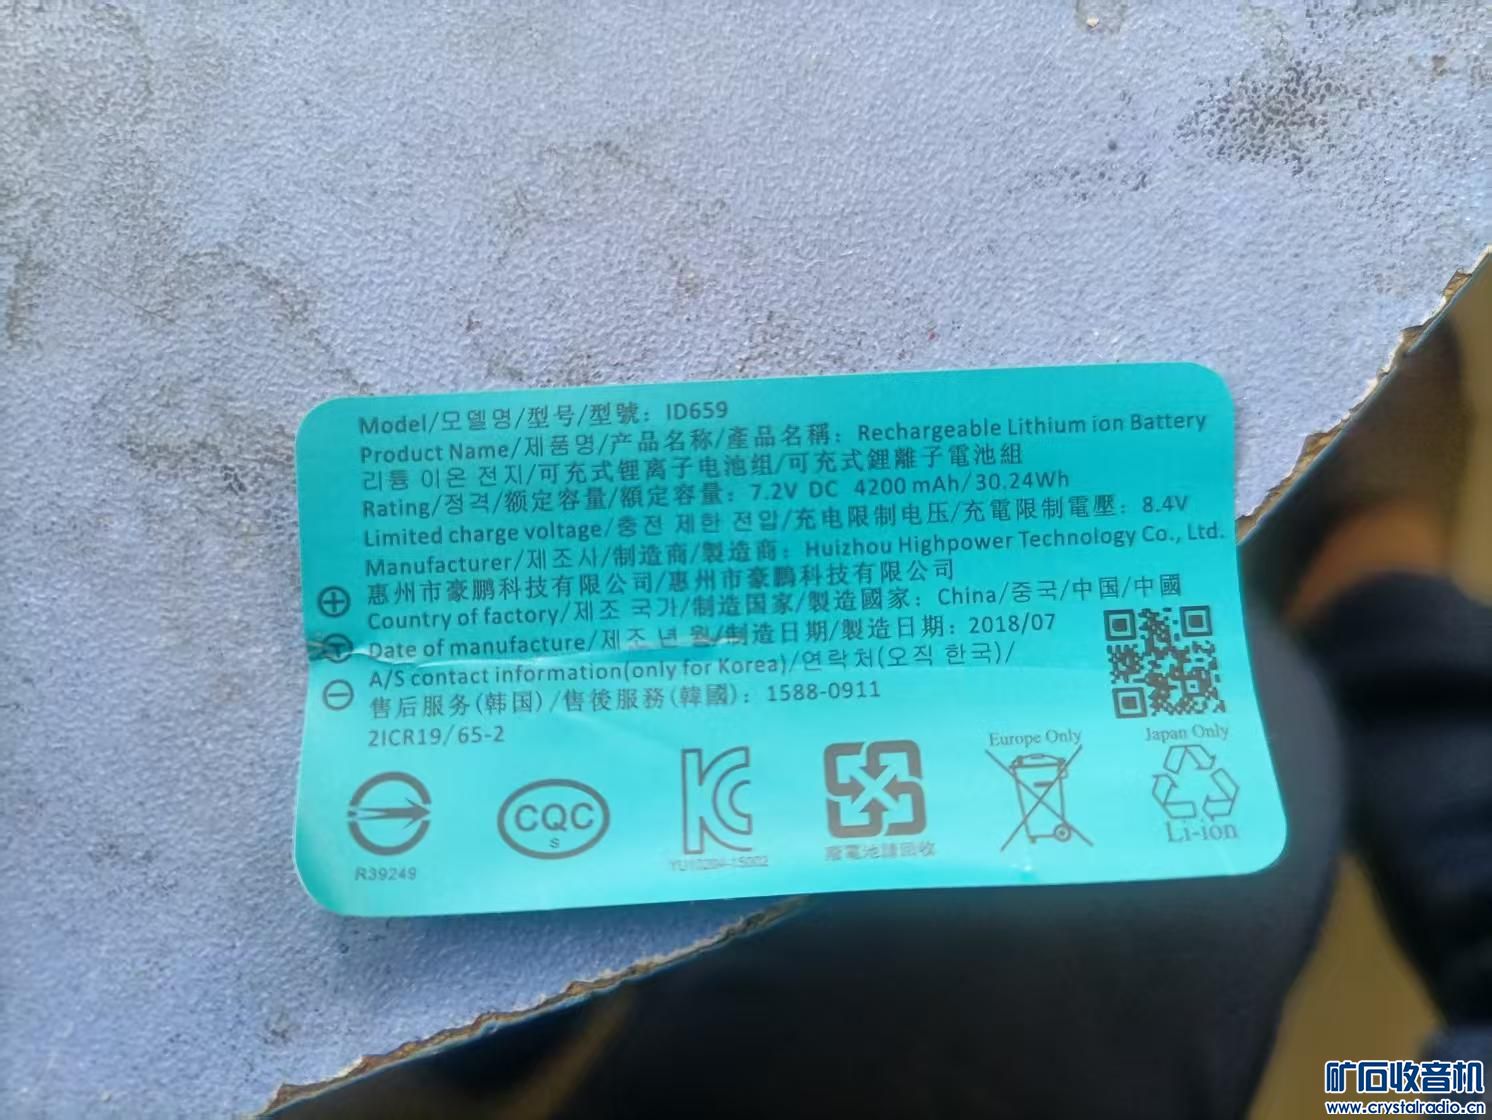 Model/모델명/型号/型號: ID659
Product Name/제품명/产品名称/產品名稱: Rechargeable Lithium ion Battery
리튬 이온 전지/可充式锂离子电池组/可充式鋰離子電池組
Rating/정격/额定容量/額定容量: 7.2V DC 4200 mAh/30.24Wh
Limited charge voltage/충전 제한 전압/充电限制电压/充電限制電壓: 8.4V
Manufacturer/제조사/制造商/製造商: Huizhou Highpower Technology Co., Ltd.
惠州市豪鹏科技有限公司/惠州市豪鵬科技有限公司
Country of factory/제조 국가/制造国家/製造國家: China/중국/中国/中國
Date of manufacture/제조 년 월/制造日期/製造日期: 2018/07
A/S contact information(only for Korea)/연락처(오직 한국)/
售后服务(韩国)/售後服務(韓國): 1588-0911
2ICR19/65-2
+
T
−
R39249
CQC
S
KC
YU10204-15002
廢電池請回收
Europe Only
Japan Only
Li-ion
矿石收音机
www.crystalradio.cn